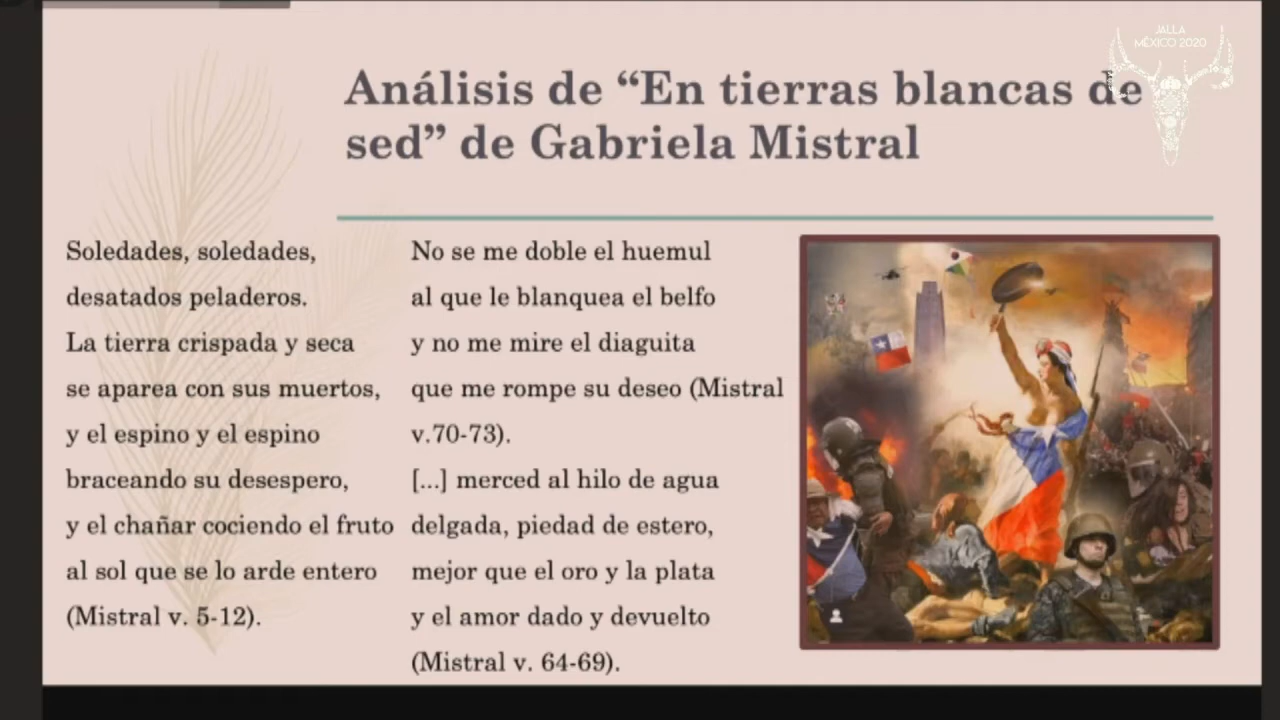 JALLA
MÉXICO 2020
Análisis de “En tierras blancas de
sed” de Gabriela Mistral
Soledades, soledades,
desatados peladeros.
La tierra crispada y seca
se aparea con sus muertos,
y el espino y el espino
braceando su desespero,
y el chañar cociendo el fruto
al sol que se lo arde entero
(Mistral v. 5-12).
No se me doble el huemul
al que le blanquea el belfo
y no me mire el diaguita
que me rompe su deseo (Mistral
v.70-73).
[...] merced al hilo de agua
delgada, piedad de estero,
mejor que el oro y la plata
y el amor dado y devuelto
(Mistral v. 64-69).